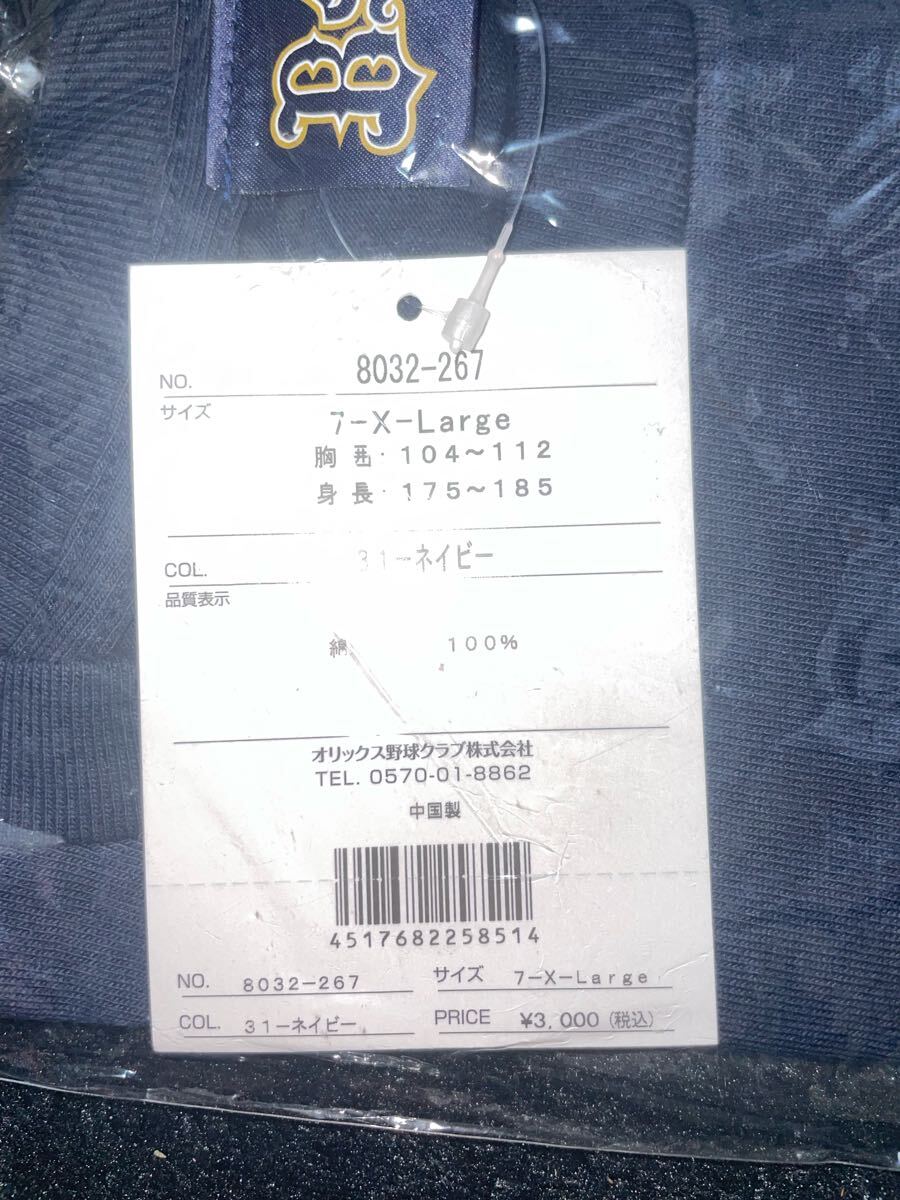 Bs
NO. 8032-267
サイズ
7-X-Large
胸囲・104～112
身長・175～185
COL. 31-ネイビー
品質表示
綿 100%
オリックス野球クラブ株式会社
TEL. 0570-01-8862
中国製
4517682258514
NO. 8032-267 サイズ 7-X-Large
COL. 31-ネイビー PRICE ¥3,000(税込)